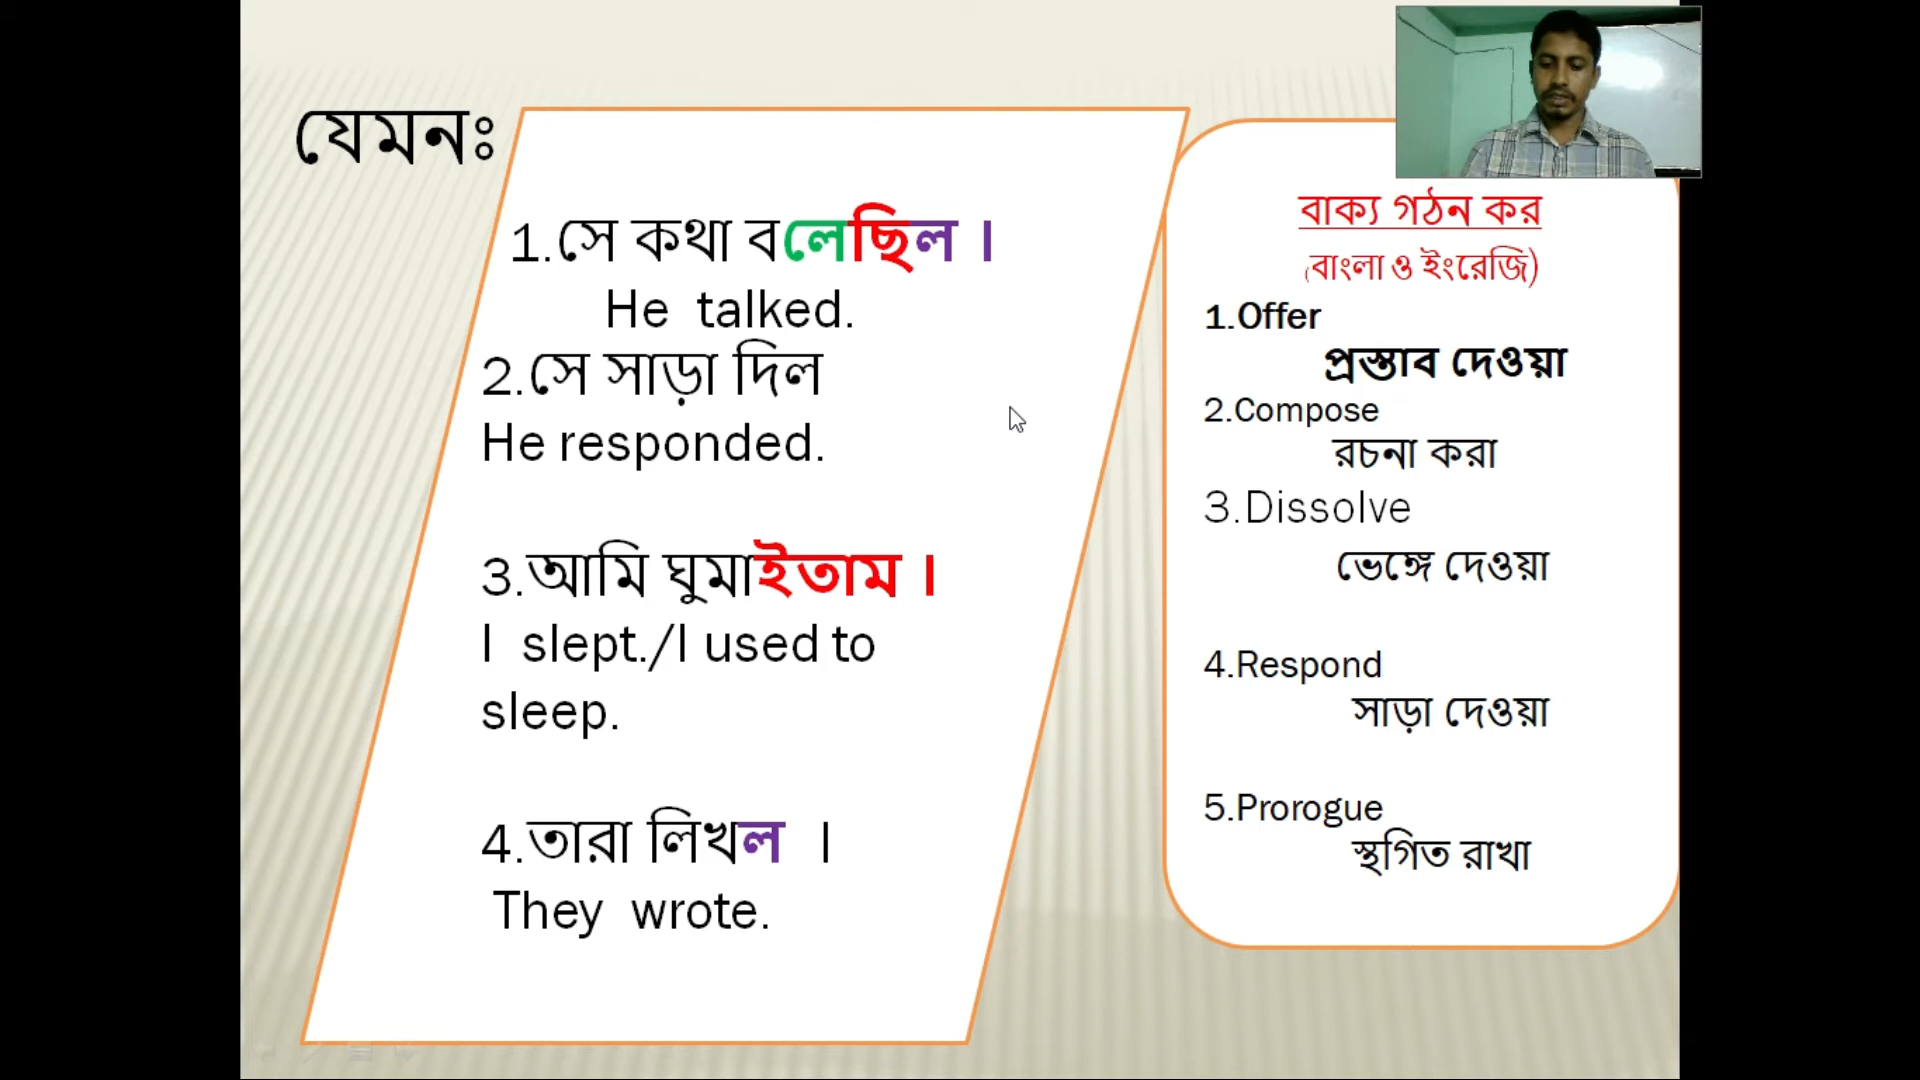 যেমনঃ
1.সে কথা বলেছিল ।
He talked.
2.সে সাড়া দিল
He responded.
3.আমি ঘুমাইতাম ।
I slept./I used to
sleep.
4.তারা লিখল ।
They wrote.
বাক্য গঠন কর
(বাংলা ও ইংরেজি)
1.Offer
প্রস্তাব দেওয়া
2.Compose
রচনা করা
3.Dissolve
ভেঙ্গে দেওয়া
4.Respond
সাড়া দেওয়া
5.Prorogue
স্থগিত রাখা